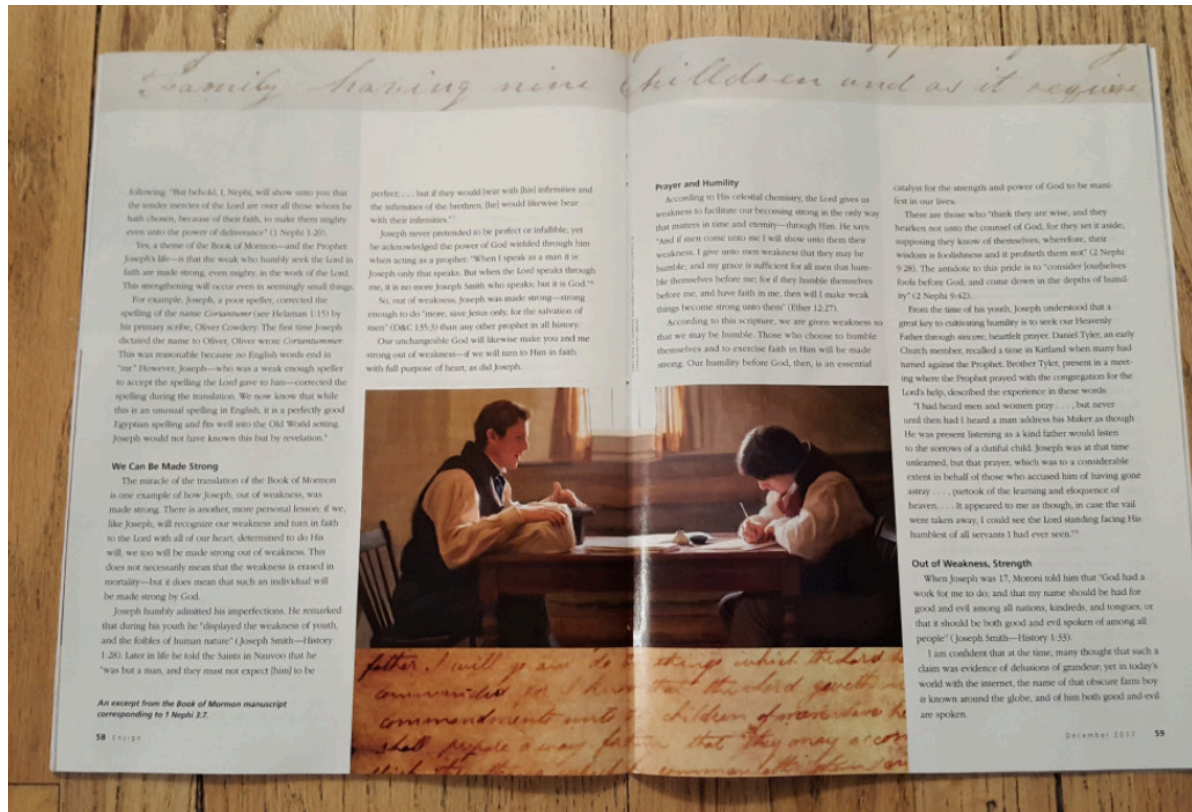 Family having nine Chilldren and as it require
following: “But behold, I, Nephi, will show unto you that
the tender mercies of the Lord are over all those whom he
hath chosen, because of their faith, to make them mighty
even unto the power of deliverance” (1 Nephi 1:20).
Yes, a theme of the Book of Mormon—and the Prophet
Joseph’s life—is that the weak who humbly seek the Lord in
faith are made strong, even mighty, in the work of the Lord.
This strengthening will occur even in seemingly small things.
For example, Joseph, a poor speller, corrected the
spelling of the name Coriantumr (see Helaman 1:15) by
his primary scribe, Oliver Cowdery. The first time Joseph
dictated the name to Oliver, Oliver wrote Coriantummer.
This was reasonable because no English words end in
“mr.” However, Joseph—who was a weak enough speller
to accept the spelling the Lord gave to him—corrected the
spelling during the translation. We now know that while
this is an unusual spelling in English, it is a perfectly good
Egyptian spelling and fits well into the Old World setting.
Joseph would not have known this but by revelation.
We Can Be Made Strong
The miracle of the translation of the Book of Mormon
is one example of how Joseph, out of weakness, was
made strong. There is another, more personal lesson: if we,
like Joseph, will recognize our weakness and turn in faith
to the Lord with all of our heart, determined to do His
will, we too will be made strong out of weakness. This
does not necessarily mean that the weakness is erased in
mortality—but it does mean that such an individual will
be made strong by God.
Joseph humbly admitted his imperfections. He remarked
that during his youth he “displayed the weakness of youth,
and the foibles of human nature” (Joseph Smith—History
1:28). Later in life he told the Saints in Nauvoo that he
“was but a man, and they must not expect [him] to be
An excerpt from the Book of Mormon manuscript
corresponding to 1 Nephi 3:7.
58 Ensign
perfect; . . . but if they would bear with [his] infirmities and
the infirmities of the brethren, [he] would likewise bear
with their infirmities.”
Joseph never pretended to be perfect or infallible, yet
he acknowledged the power of God wielded through him
when acting as a prophet: “When I speak as a man it is
Joseph only that speaks. But when the Lord speaks through
me, it is no more Joseph Smith who speaks; but it is God.”
So, out of weakness, Joseph was made strong—strong
enough to do “more, save Jesus only, for the salvation of
men” (D&C 135:3) than any other prophet in all history.
Our unchangeable God will likewise make you and me
strong out of weakness—if we will turn to Him in faith
with full purpose of heart, as did Joseph.
father I will go and do the things which the Lord h
commanded for I know that the Lord giveth n
commandments unto children of men save he
shall prepare a way for that they may accom
Prayer and Humility
According to His celestial chemistry, the Lord gives us
weakness to facilitate our becoming strong in the only way
that matters in time and eternity—through Him. He says:
“And if men come unto me I will show unto them their
weakness. I give unto men weakness that they may be
humble; and my grace is sufficient for all men that hum-
ble themselves before me; for if they humble themselves
before me, and have faith in me, then will I make weak
things become strong unto them” (Ether 12:27).
According to this scripture, we are given weakness so
that we may be humble. Those who choose to humble
themselves and to exercise faith in Him will be made
strong. Our humility before God, then, is an essential
catalyst for the strength and power of God to be mani-
fest in our lives.
There are those who “think they are wise, and they
hearken not unto the counsel of God, for they set it aside,
supposing they know of themselves, wherefore, their
wisdom is foolishness and it profiteth them not” (2 Nephi
9:28). The antidote to this pride is to “consider [our]selves
fools before God, and come down in the depths of humil-
ity” (2 Nephi 9:42).
From the time of his youth, Joseph understood that a
great key to cultivating humility is to seek our Heavenly
Father through sincere, heartfelt prayer. Daniel Tyler, an early
Church member, recalled a time in Kirtland when many had
turned against the Prophet. Brother Tyler, present in a meet-
ing where the Prophet prayed with the congregation for the
Lord’s help, described the experience in these words:
“I had heard men and women pray . . . , but never
until then had I heard a man address his Maker as though
He was present listening as a kind father would listen
to the sorrows of a dutiful child. Joseph was at that time
unlearned, but that prayer, which was to a considerable
extent in behalf of those who accused him of having gone
astray . . . , partook of the learning and eloquence of
heaven. . . . It appeared to me as though, in case the vail
were taken away, I could see the Lord standing facing His
humblest of all servants I had ever seen.”
Out of Weakness, Strength
When Joseph was 17, Moroni told him that “God had a
work for me to do; and that my name should be had for
good and evil among all nations, kindreds, and tongues, or
that it should be both good and evil spoken of among all
people” (Joseph Smith—History 1:33).
I am confident that at the time, many thought that such a
claim was evidence of delusions of grandeur; yet in today’s
world with the internet, the name of that obscure farm boy
is known around the globe, and of him both good and evil
are spoken.
December 2017 59